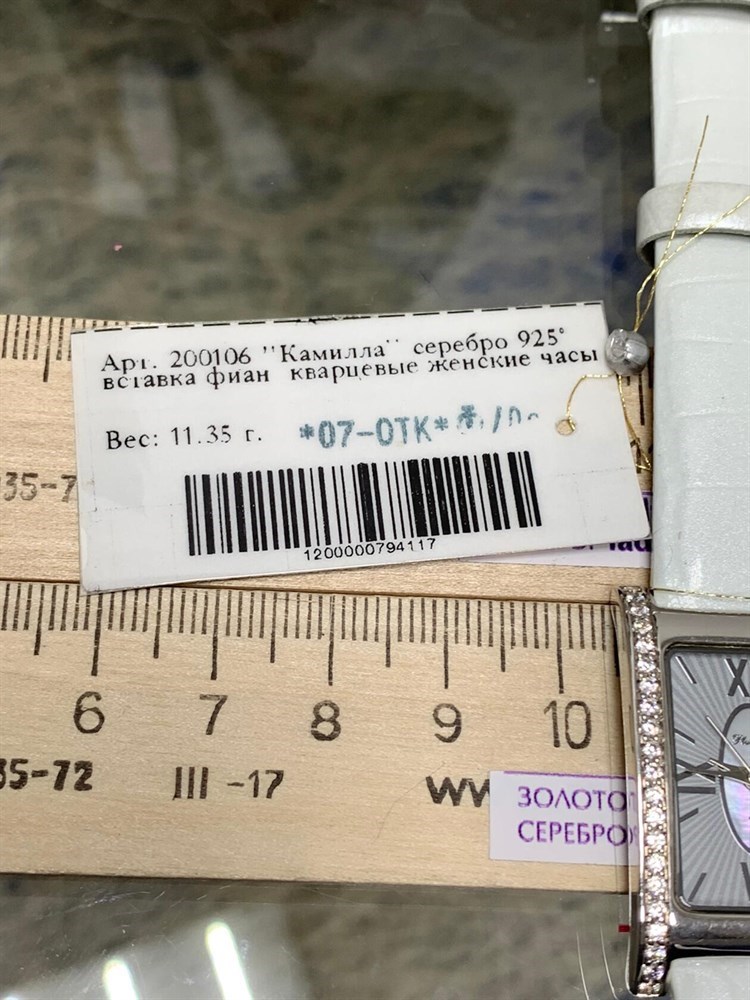 Арт. 200106 "Камилла" серебро 925°
вставка фиан кварцевые женские часы
Вес: 11.35 г. *07-ОТК*
1200000794117
35-7
6 7 8 9 10
35-72 III -17 WW
ЗОЛОТО
СЕРЕБРО
X